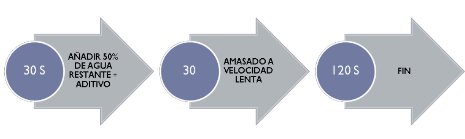 30 S
AÑADIR 50%
DE AGUA
RESTANTE +
ADITIVO
30
AMASADO A
VELOCIDAD
LENTA
120 S
FIN